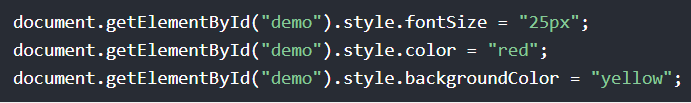 document.getElementById("demo").style.fontSize = "25px";
document.getElementById("demo").style.color = "red";
document.getElementById("demo").style.backgroundColor = "yellow";